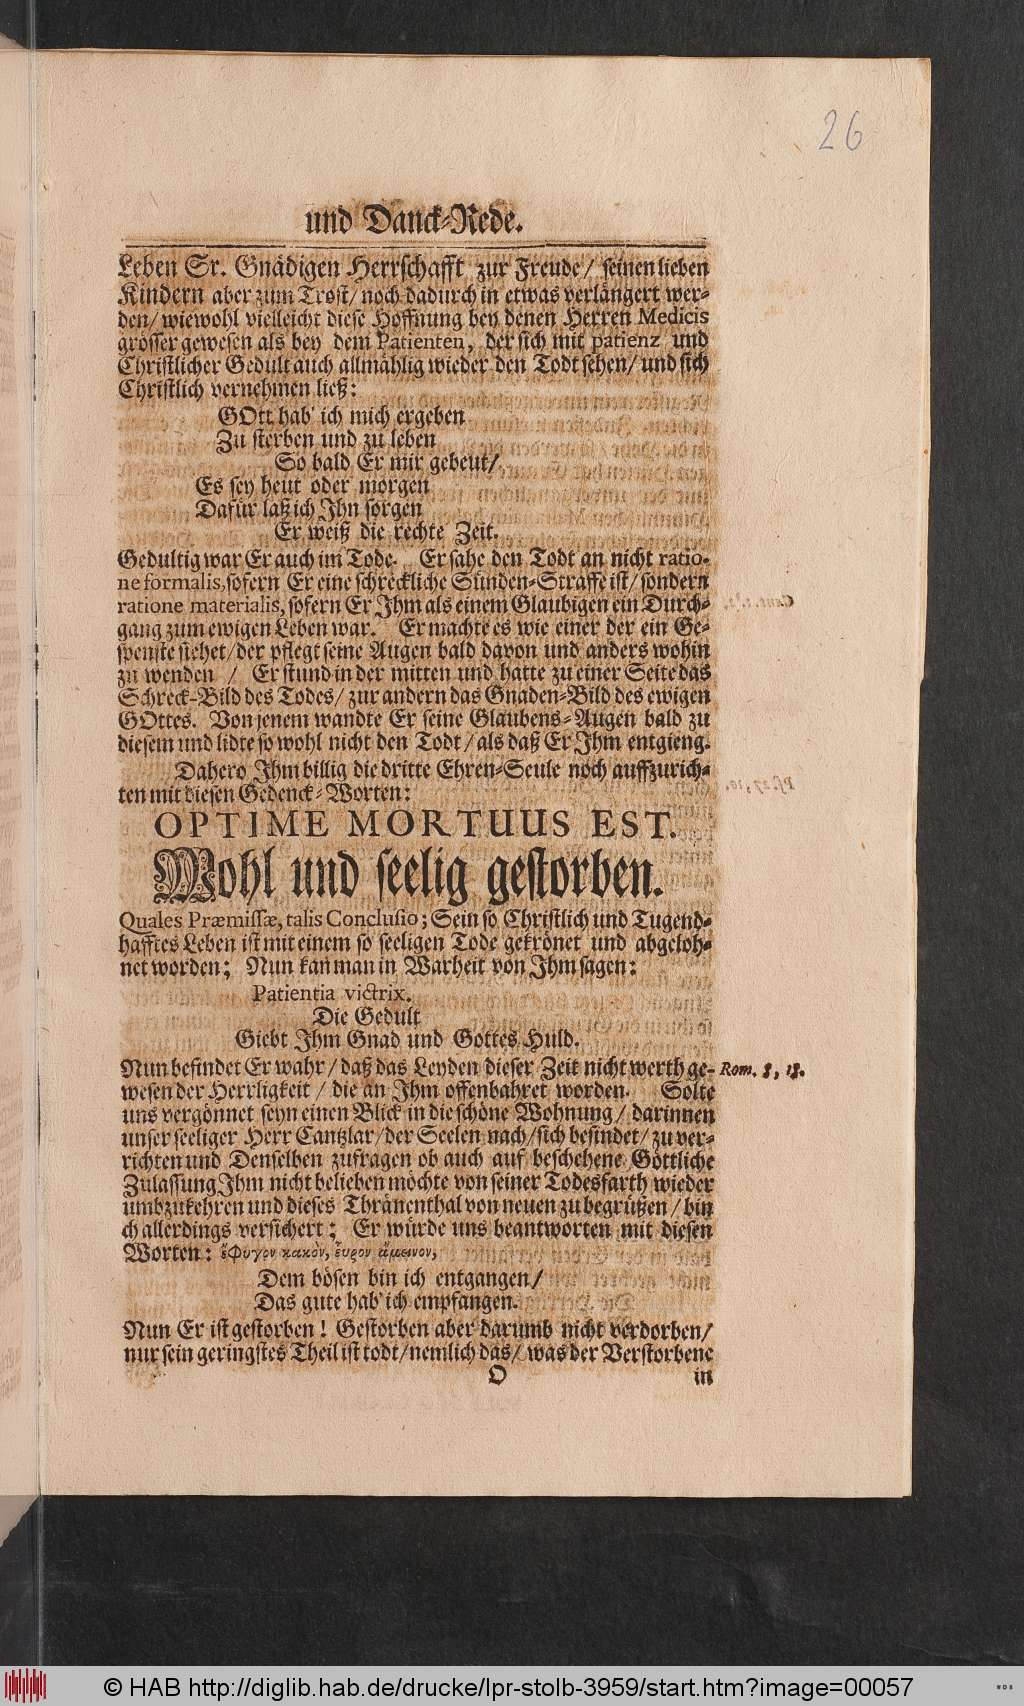 26
und Danck-Rede.
Leben Sr. Gnädigen Herrschafft zur Freude/ seinen lieben
Kindern aber zum Trost/ noch dadurch in etwas verlängert wer-
den/ wiewohl vielleicht diese Hoffnung bey denen Herren Medicis
grösser gewesen als bey dem Patienten, der sich mit patienz und
Christlicher Gedult auch allmählig wieder den Todt sehen/ und sich
Christlich vernehmen ließ:
GOtt hab' ich mich ergeben
Zu sterben und zu leben
So bald Er mir gebeut/
Es sey heut oder morgen
Dafür laß ich Ihn sorgen
Er weiß die rechte Zeit.
Gedultig war Er auch im Tode. Er sahe den Todt an nicht ratio-
ne formalis, sofern Er eine schreckliche Sünden-Straffe ist/ sondern
ratione materialis, sofern Er Ihm als einem Glaubigen ein Durch-
gang zum ewigen Leben war. Er machte es wie einer der ein Ge-
spenste siehet/ der pflegt seine Augen bald davon und anders wohin
zu wenden / Er stund in der mitten und hatte zu einer Seite das
Schreck-Bild des Todes/ zur andern das Gnaden-Bild des ewigen
GOttes. Von jenem wandte Er seine Glaubens-Augen bald zu
diesem und lidte so wohl nicht den Todt / als daß Er Ihm entgieng.
Dahero Ihm billig die dritte Ehren-Seule noch auffzurich-
ten mit diesen Gedenck-Worten:
OPTIME MORTUUS EST.
Wohl und seelig gestorben.
Quales Præmissæ, talis Conclusio; Sein so Christlich und Tugend-
hafftes Leben ist mit einem so seeligen Tode gekrönet und abgeloh-
net worden; Nun kan man in Warheit von Ihm sagen:
Patientia victrix.
Die Gedult
Giebt Ihm Gnad und Gottes Huld.
Nun befindet Er wahr / daß das Leyden dieser Zeit nicht werth ge- Rom. 8, 18.
wesen der Herrligkeit / die an Ihm offenbahret worden. Solte
uns vergönnet seyn einen Blick in die schöne Wohnung / darinnen
unser seeliger Herr Cantzlar/ der Seelen nach/ sich befindet/ zu ver-
richten und Denselben zufragen ob auch auf beschehene Göttliche
Zulassung Ihm nicht belieben möchte von seiner Todesfarth wieder
umbzukehren und dieses Thränenthal von neuen zu begrüßen / bin
ch allerdings versichert; Er würde uns beantworten mit diesen
Worten: ἔφυγον κακὸν, εὗρον ἄμεινον,
Dem bösen bin ich entgangen/
Das gute hab' ich empfangen.
Nun Er ist gestorben! Gestorben aber darumb nicht verdorben/
nur sein geringstes Theil ist todt/ nemlich das/ was der Verstorbene
O in
© HAB http://diglib.hab.de/drucke/lpr-stolb-3959/start.htm?image=00057